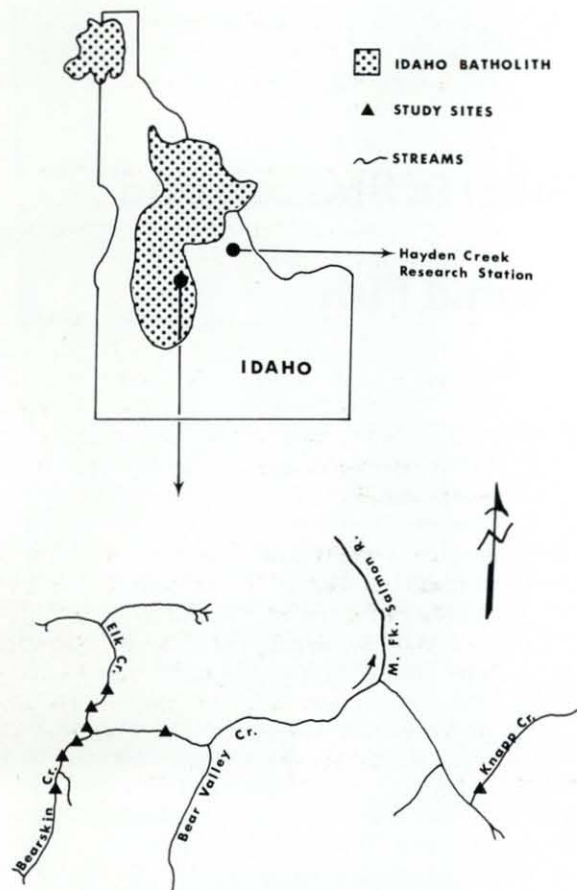 IDAHO BATHOLITH
STUDY SITES
STREAMS
Hayden Creek
Research Station
IDAHO
N
M. Fk. Salmon R.
Elk Cr.
Cr.
Knapp Cr.
Bear Valley
Bearskin Cr.